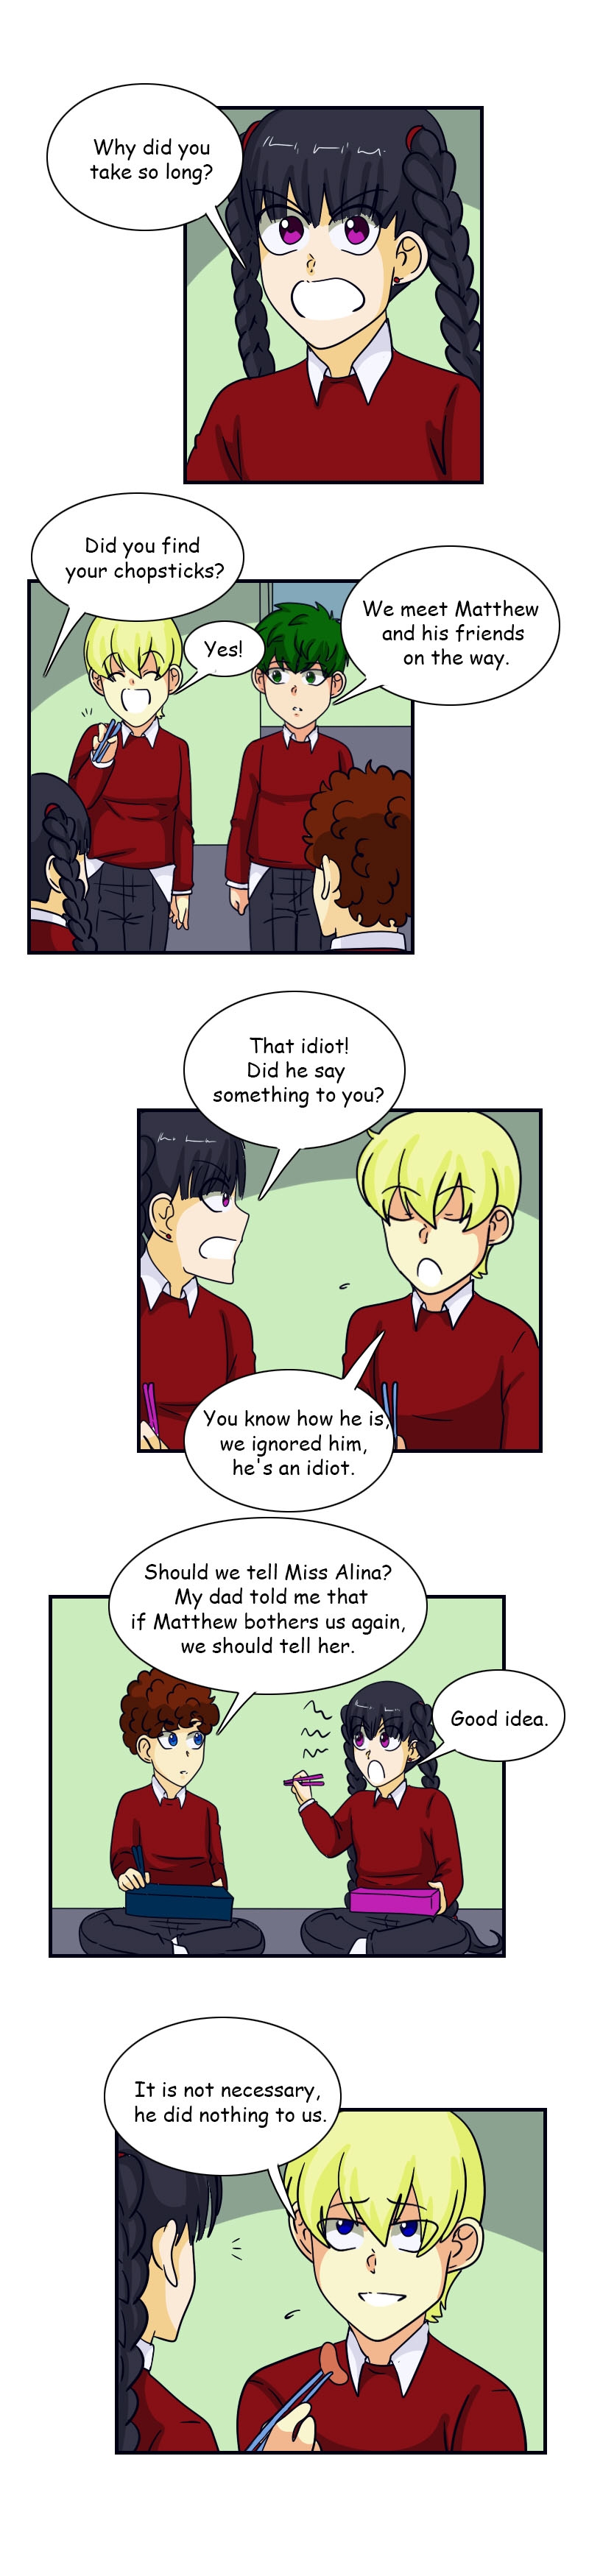 Why did you
take so long?
Did you find
your chopsticks?
Yes!
We meet Matthew
and his friends
on the way.
That idiot!
Did he say
something to you?
You know how he is,
we ignored him,
he's an idiot.
Should we tell Miss Alina?
My dad told me that
if Matthew bothers us again,
we should tell her.
Good idea.
It is not necessary,
he did nothing to us.